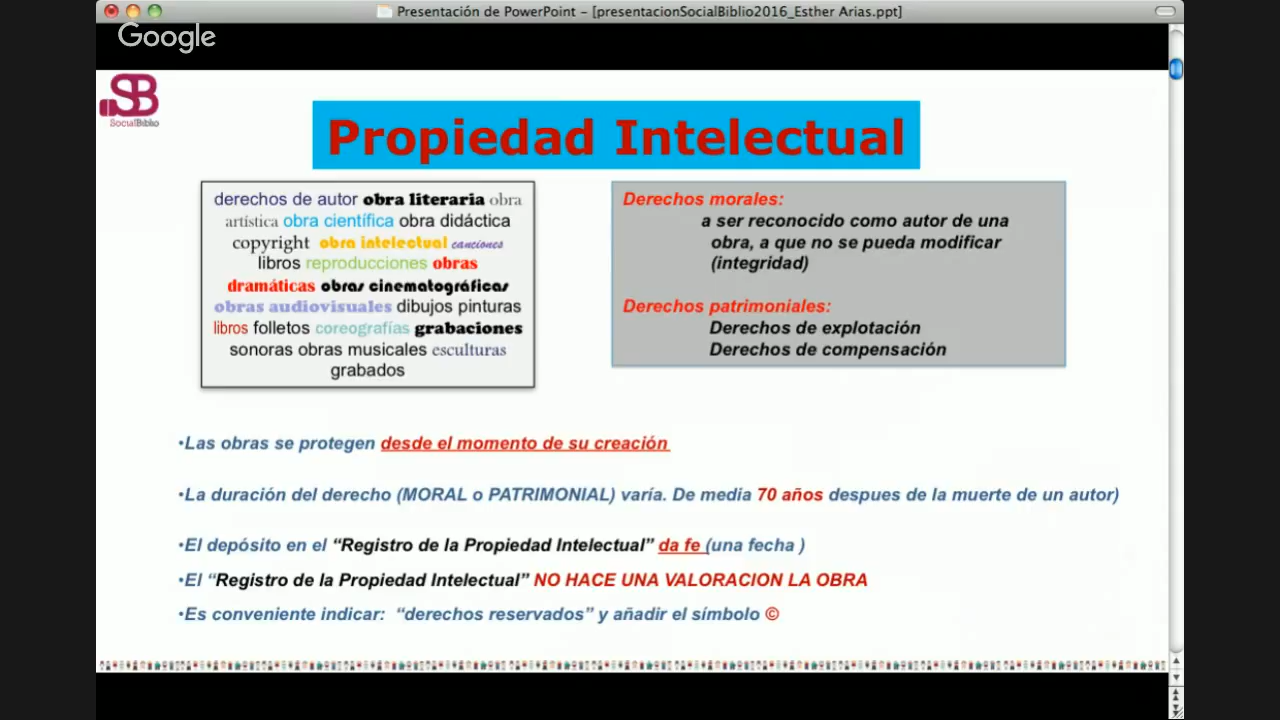 Presentación de PowerPoint - [presentacionSocialBiblio2016_Esther Arias.ppt]
Google
SB
SocialBiblio
Propiedad Intelectual
derechos de autor obra literaria obra
artística obra científica obra didáctica
copyright obra intelectual canciones
libros reproducciones obras
dramáticas obras cinematográficas
obras audiovisuales dibujos pinturas
libros folletos coreografías grabaciones
sonoras obras musicales esculturas
grabados
Derechos morales:
a ser reconocido como autor de una
obra, a que no se pueda modificar
(integridad)
Derechos patrimoniales:
Derechos de explotación
Derechos de compensación
•Las obras se protegen desde el momento de su creación
•La duración del derecho (MORAL o PATRIMONIAL) varía. De media 70 años despues de la muerte de un autor)
•El depósito en el “Registro de la Propiedad Intelectual” da fe (una fecha )
•El “Registro de la Propiedad Intelectual” NO HACE UNA VALORACION LA OBRA
•Es conveniente indicar: “derechos reservados” y añadir el símbolo ©